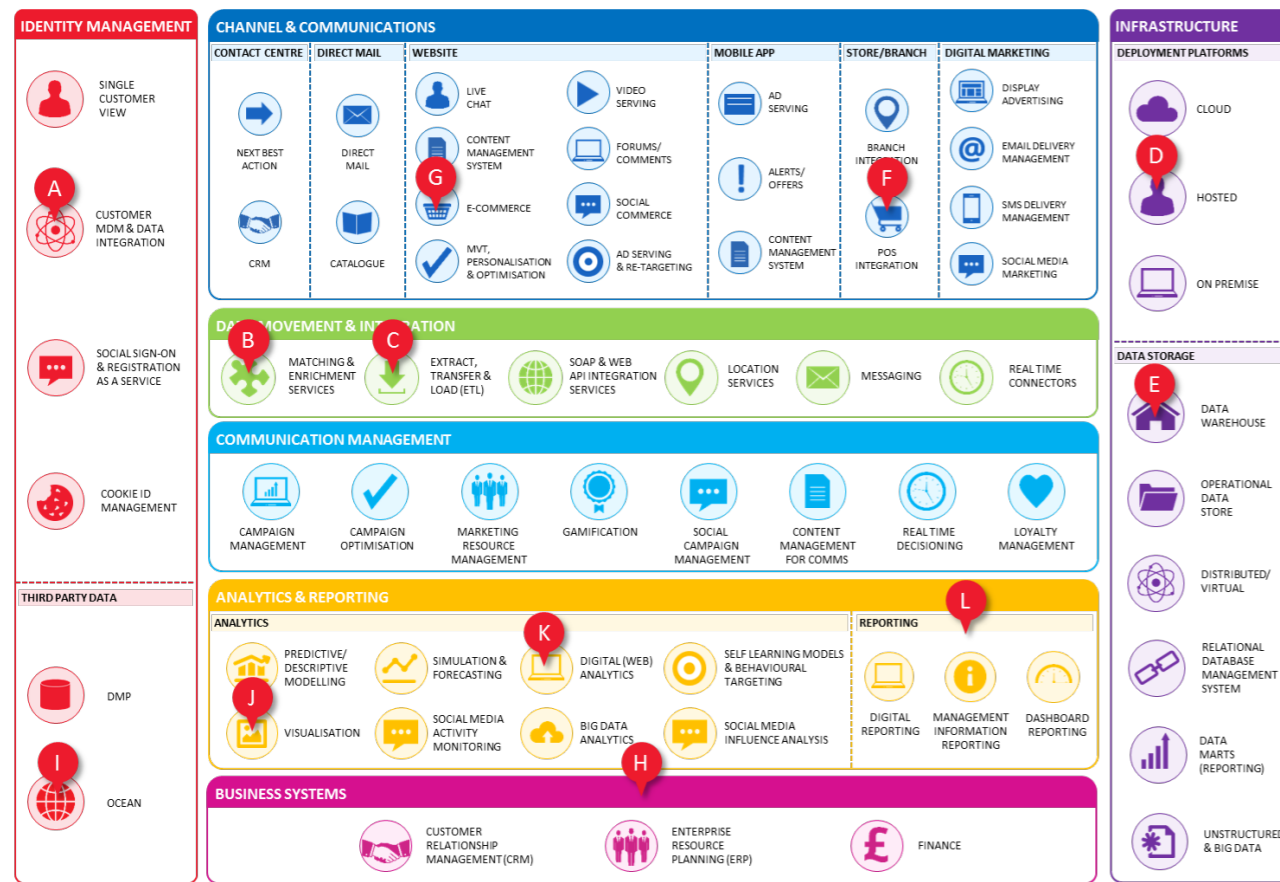 IDENTITY MANAGEMENT
SINGLE
CUSTOMER
VIEW
A
CUSTOMER
MDM & DATA
INTEGRATION
SOCIAL SIGN-ON
& REGISTRATION
AS A SERVICE
COOKIE ID
MANAGEMENT
THIRD PARTY DATA
DMP
I
OCEAN
CHANNEL & COMMUNICATIONS
CONTACT CENTRE
NEXT BEST
ACTION
CRM
DIRECT MAIL
DIRECT
MAIL
CATALOGUE
WEBSITE
LIVE
CHAT
CONTENT
MANAGEMENT
SYSTEM
G
E-COMMERCE
MVT,
PERSONALISATION
& OPTIMISATION
VIDEO
SERVING
FORUMS/
COMMENTS
SOCIAL
COMMERCE
AD SERVING
& RE-TARGETING
MOBILE APP
AD
SERVING
ALERTS/
OFFERS
CONTENT
MANAGEMENT
SYSTEM
STORE/BRANCH
BRANCH
F
POS
INTEGRATION
DIGITAL MARKETING
DISPLAY
ADVERTISING
@
EMAIL DELIVERY
MANAGEMENT
SMS DELIVERY
MANAGEMENT
SOCIAL MEDIA
MARKETING
MOVEMENT &
B
MATCHING &
ENRICHMENT
SERVICES
C
EXTRACT,
TRANSFER &
LOAD (ETL)
SOAP & WEB
API INTEGRATION
SERVICES
LOCATION
SERVICES
MESSAGING
REAL TIME
CONNECTORS
COMMUNICATION MANAGEMENT
CAMPAIGN
MANAGEMENT
CAMPAIGN
OPTIMISATION
MARKETING
RESOURCE
MANAGEMENT
GAMIFICATION
SOCIAL
CAMPAIGN
MANAGEMENT
CONTENT
MANAGEMENT
FOR COMMS
REAL TIME
DECISIONING
LOYALTY
MANAGEMENT
ANALYTICS & REPORTING
ANALYTICS
PREDICTIVE/
DESCRIPTIVE
MODELLING
SIMULATION &
FORECASTING
K
DIGITAL (WEB)
ANALYTICS
SELF LEARNING MODELS
& BEHAVIOURAL
TARGETING
J
VISUALISATION
SOCIAL MEDIA
ACTIVITY
MONITORING
BIG DATA
ANALYTICS
SOCIAL MEDIA
INFLUENCE ANALYSIS
REPORTING
L
DIGITAL
REPORTING
i
MANAGEMENT
INFORMATION
REPORTING
DASHBOARD
REPORTING
H
BUSINESS SYSTEMS
CUSTOMER
RELATIONSHIP
MANAGEMENT (CRM)
ENTERPRISE
RESOURCE
PLANNING (ERP)
£
FINANCE
INFRASTRUCTURE
DEPLOYMENT PLATFORMS
CLOUD
D
HOSTED
ON PREMISE
DATA STORAGE
E
DATA
WAREHOUSE
OPERATIONAL
DATA
STORE
DISTRIBUTED/
VIRTUAL
RELATIONAL
DATABASE
MANAGEMENT
SYSTEM
DATA
MARTS
(REPORTING)
UNSTRUCTURED
& BIG DATA